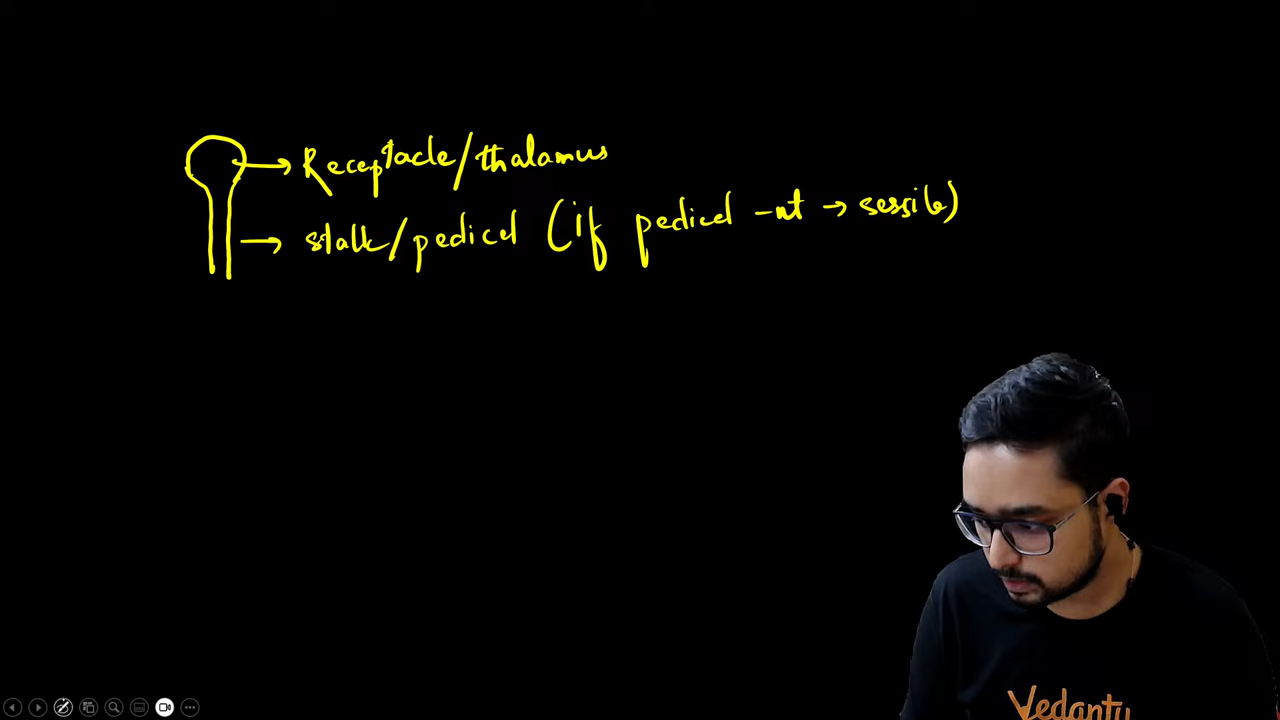 Receptacle/thalamus
stalk/pedicel (if pedicel -nt → sessile)
Vedantu